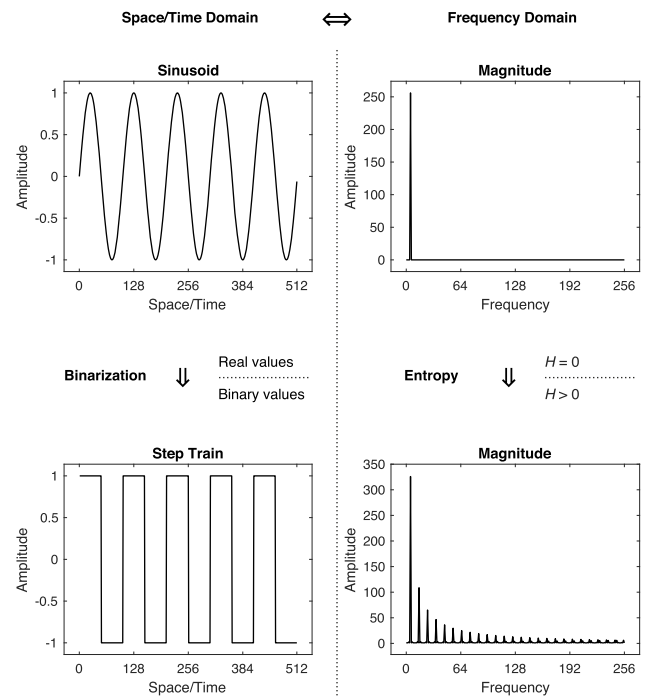 Space/Time Domain ⇔ Frequency Domain
Sinusoid
Amplitude
1
0.5
0
-0.5
-1
0 128 256 384 512
Space/Time
Magnitude
Amplitude
250
200
150
100
50
0
0 64 128 192 256
Frequency
Binarization ⇓
Real values
Binary values
Entropy ⇓
H = 0
H > 0
Step Train
Amplitude
1
0.5
0
-0.5
-1
0 128 256 384 512
Space/Time
Magnitude
Amplitude
350
300
250
200
150
100
50
0
0 64 128 192 256
Frequency